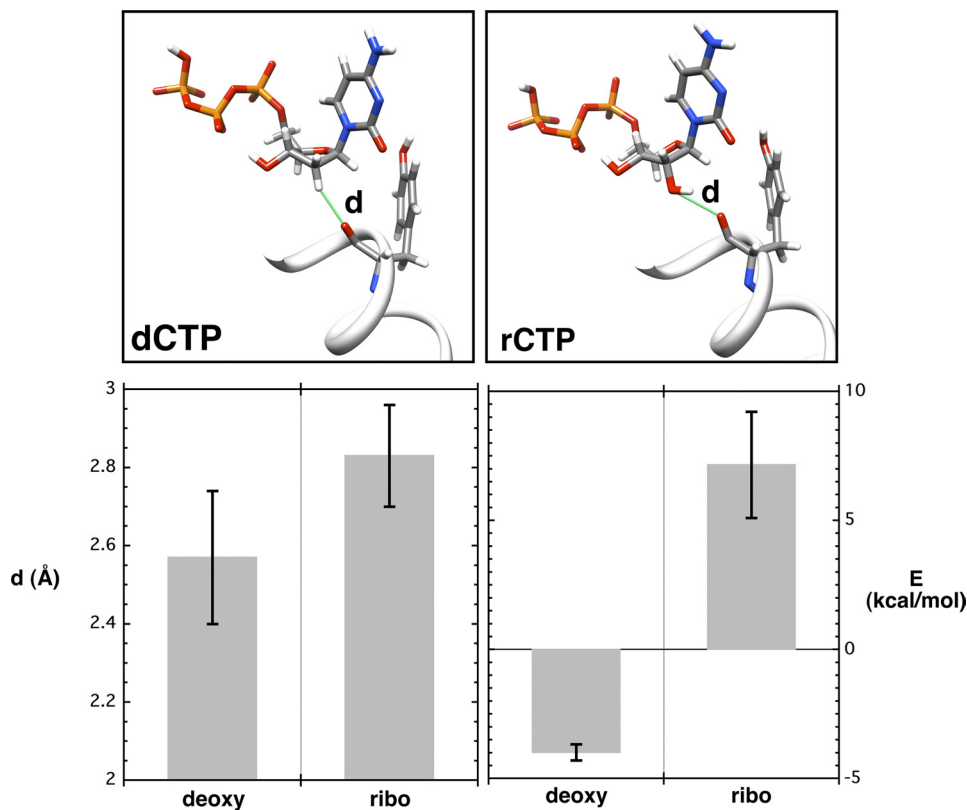 d
d
dCTP
rCTP
3
2.8
2.6
2.4
2.2
2
d (Å)
deoxy
ribo
10
5
0
-5
E
(kcal/mol)
deoxy
ribo